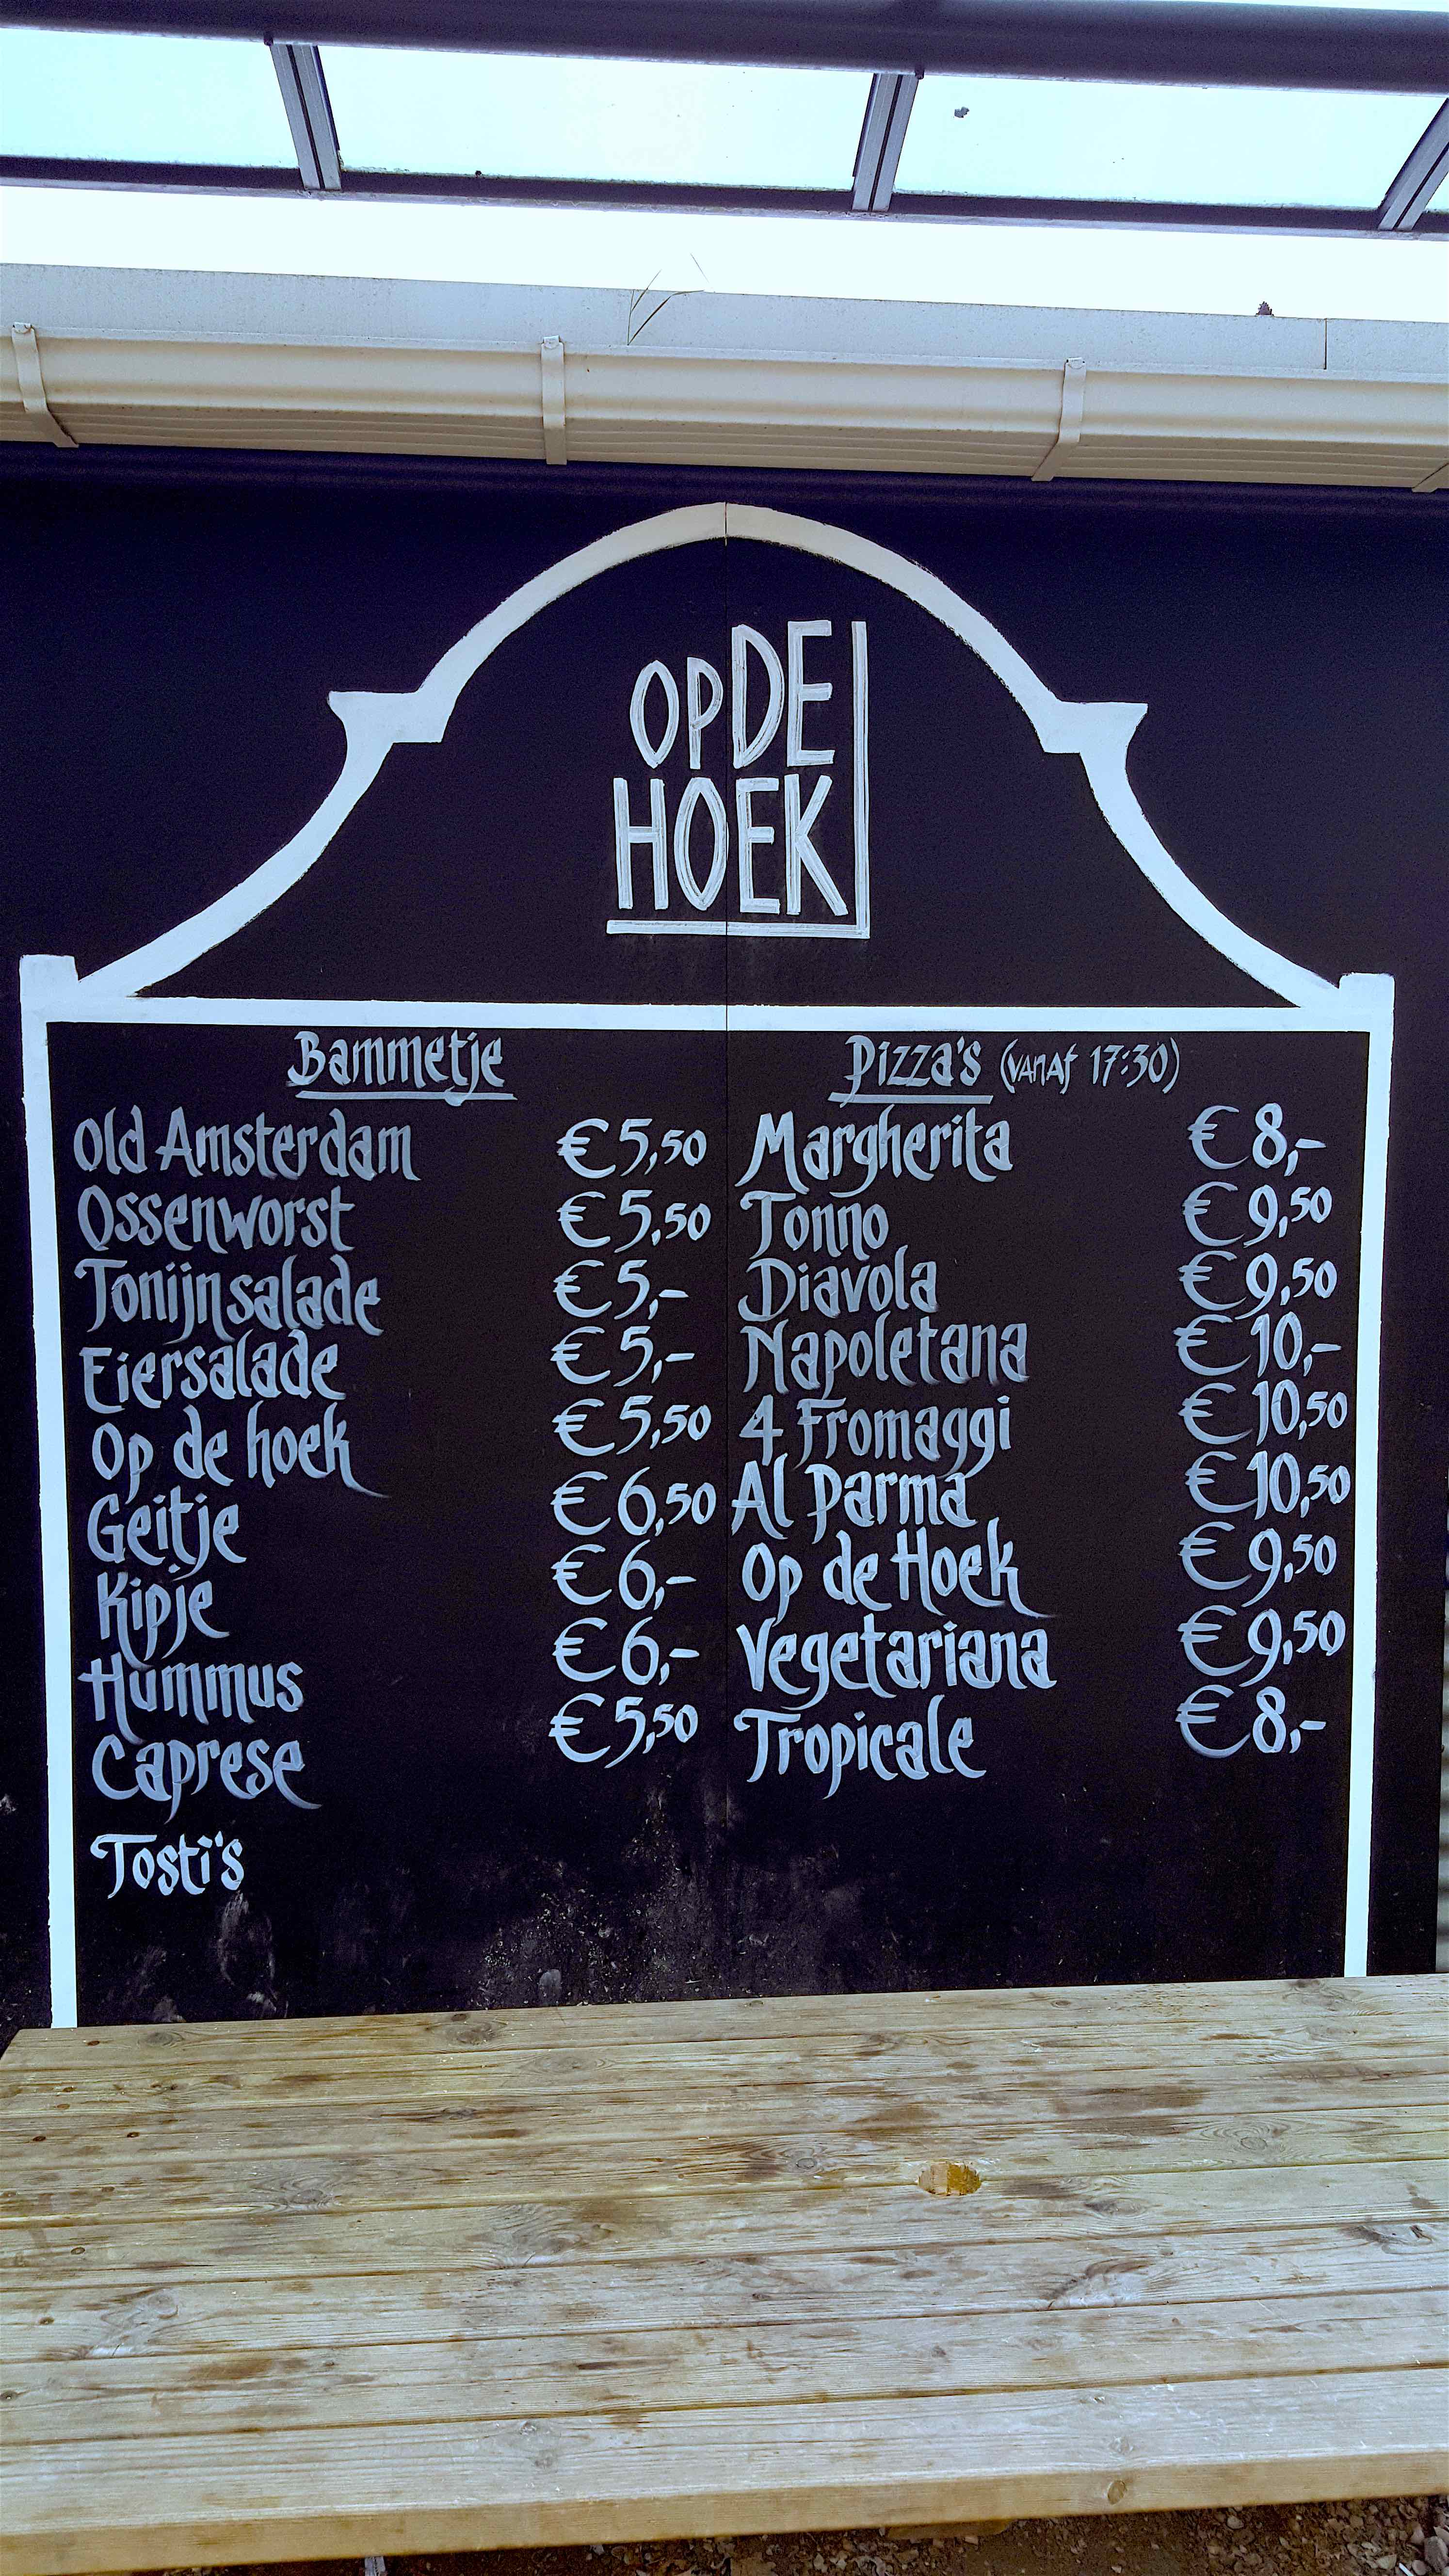 OP DE
HOEK
Bammetje
Old Amsterdam €5,50
Ossenworst €5,50
Tonijnsalade €5,-
Eiersalade €5,-
Op de hoek €5,50
Geitje €6,50
Kipje €6,-
Hummus €6,-
Caprese €5,50
Tosti's
Pizza's (vanaf 17:30)
Margherita €8,-
Tonno €9,50
Diavola €9,50
Napoletana €10,-
4 Fromaggi €10,50
Al Parma €10,50
Op de Hoek €9,50
Vegetariana €9,50
Tropicale €8,-